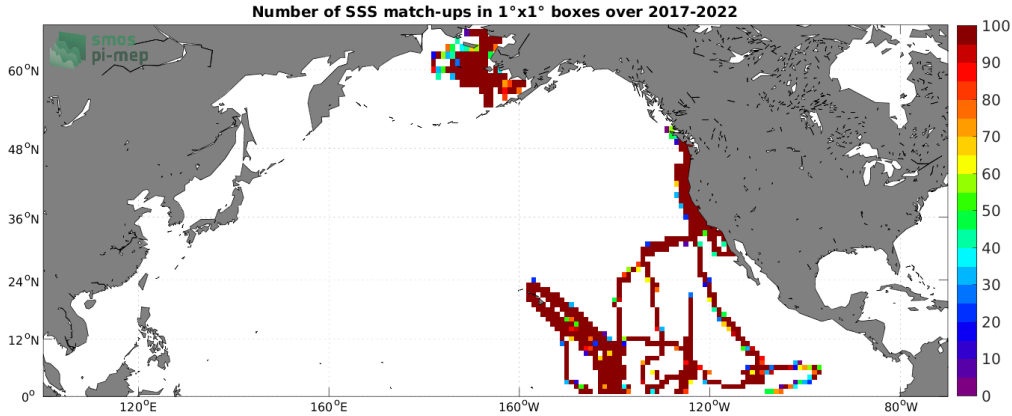 Number of SSS match-ups in 1°x1° boxes over 2017-2022
smos
pi-mep
60°N
48°N
36°N
24°N
12°N
0°
120°E
160°E
160°W
120°W
80°W
100
90
80
70
60
50
40
30
20
10
0